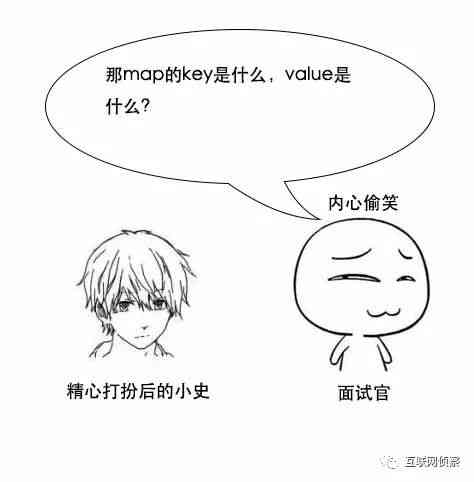 那map的key是什么，value是
什么？
内心偷笑
精心打扮后的小史
面试官
互联网侦察